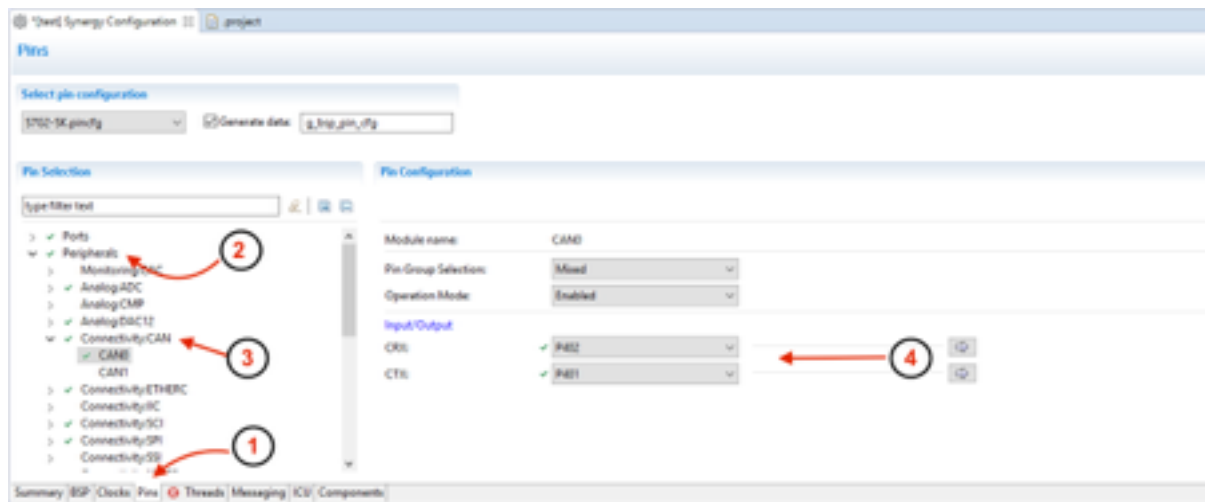 *[test] Synergy Configuration .project
Pins
Select pin configuration
S7G2-SK.pincfg Generate data: g_bsp_pin_cfg
Pin Selection Pin Configuration
type filter text
Ports
Peripherals 2
Monitoring:
Analog:ADC
Analog:CMP
Analog:DAC12
Connectivity:CAN
CAN0 3
CAN1
Connectivity:ETHERC
Connectivity:IIC
Connectivity:SCI
Connectivity:SPI 1
Connectivity:SSI
Module name: CAN0
Pin Group Selection: Mixed
Operation Mode: Enabled
Input/Output
CRX: P402
4
CTX: P401
Summary BSP Clocks Pins Threads Messaging ICU Components